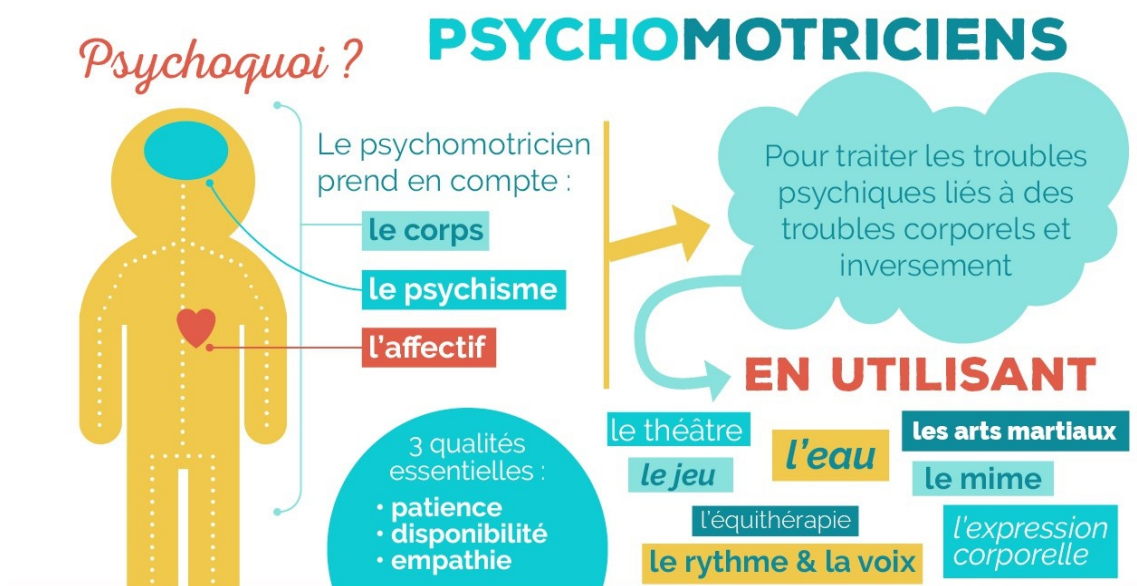 Psychoquoi ?
PSYCHOMOTRICIENS
Le psychomotricien
prend en compte :
le corps
le psychisme
l'affectif
Pour traiter les troubles
psychiques liés à des
troubles corporels et
inversement
EN UTILISANT
le théâtre
l'eau
les arts martiaux
le jeu
le mime
l'équithérapie
l'expression
corporelle
le rythme & la voix
3 qualités
essentielles :
• patience
• disponibilité
• empathie